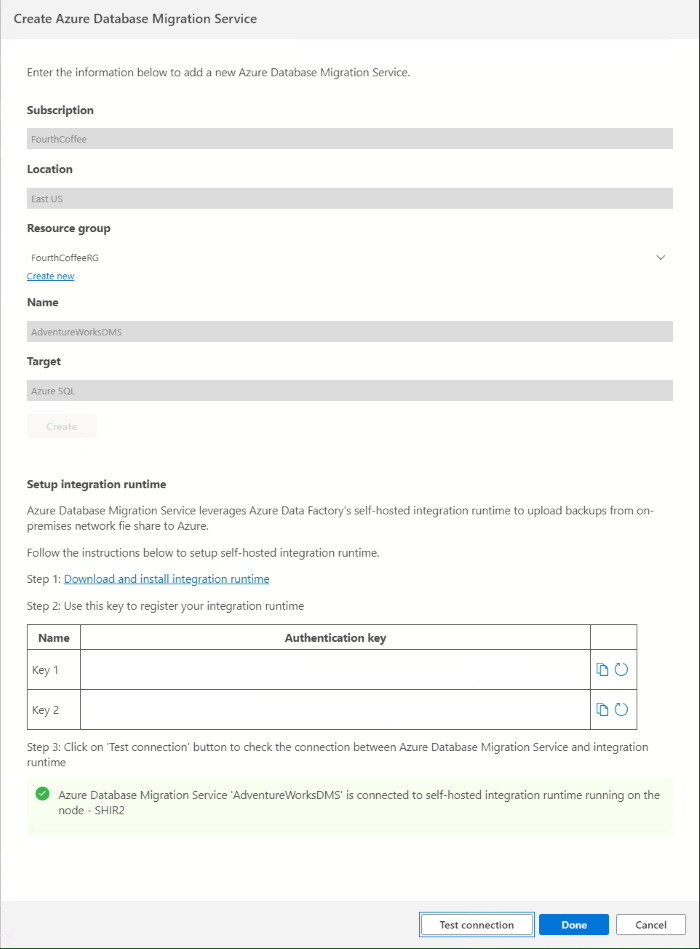 Create Azure Database Migration Service
Enter the information below to add a new Azure Database Migration Service.
Subscription
FourthCoffee
Location
East US
Resource group
FourthCoffeeRG
Create new
Name
AdventureWorksDMS
Target
Azure SQL
Create
Setup integration runtime
Azure Database Migration Service leverages Azure Data Factory's self-hosted integration runtime to upload backups from on-
premises network fie share to Azure.
Follow the instructions below to setup self-hosted integration runtime.
Step 1: Download and install integration runtime
Step 2: Use this key to register your integration runtime
Name Authentication key
Key 1
Key 2
Step 3: Click on 'Test connection' button to check the connection between Azure Database Migration Service and integration
runtime
Azure Database Migration Service 'AdventureWorksDMS' is connected to self-hosted integration runtime running on the
node - SHIR2
Test connection Done Cancel